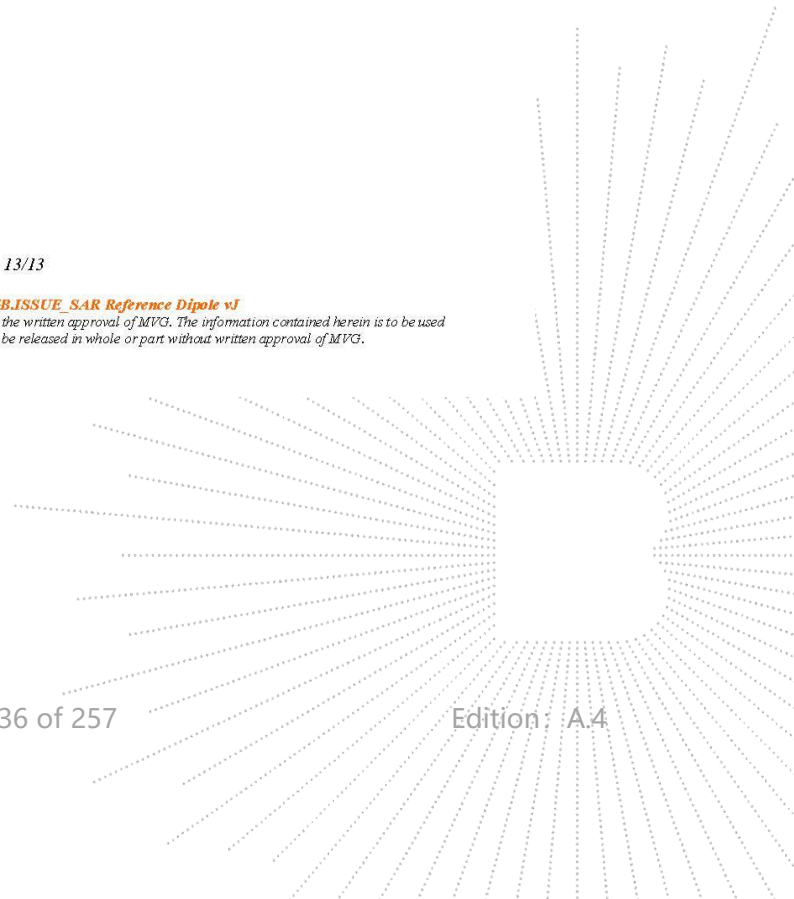 13/13
B.ISSUE_SAR Reference Dipole vJ
the written approval of MVG. The information contained herein is to be used
be released in whole or part without written approval of MVG.
36 of 257 Edition: A.4